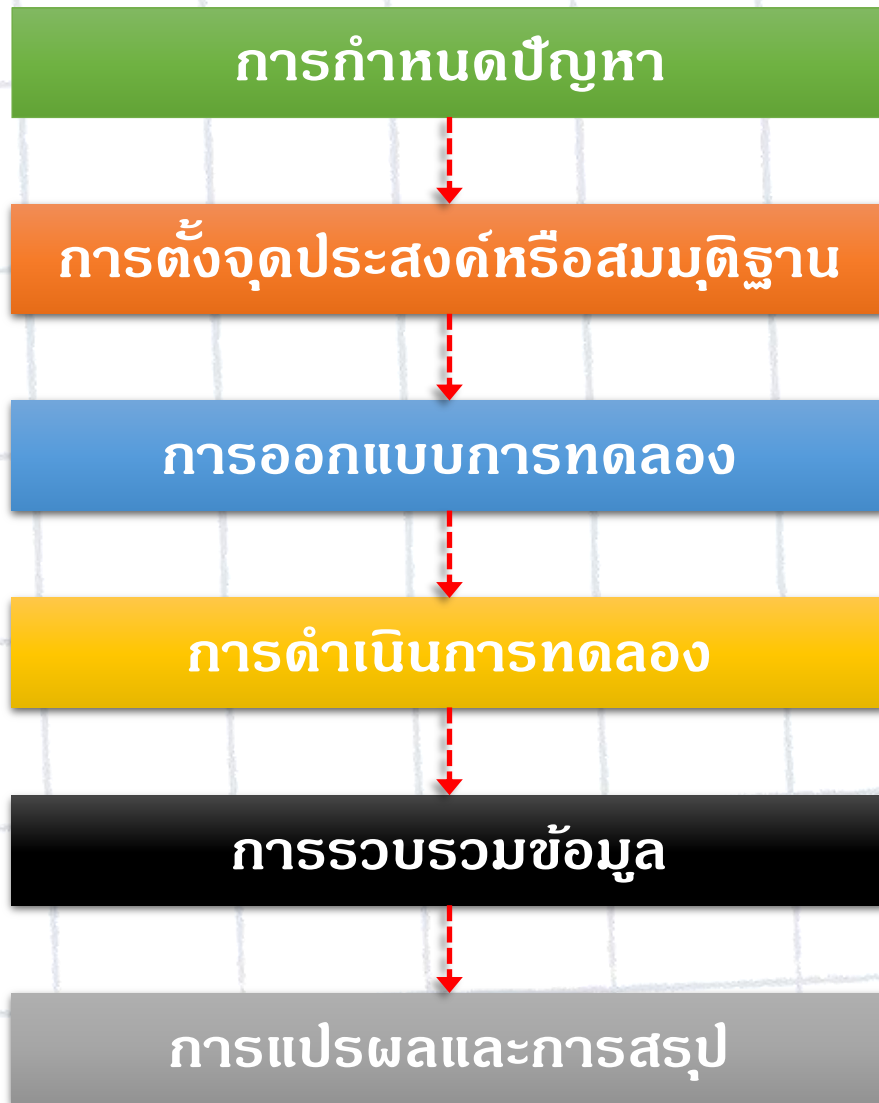 การกำหนดปัญหา
การตั้งจุดประสงค์หรือสมมุติฐาน
การออกแบบการทดลอง
การดำเนินการทดลอง
การรวบรวมข้อมูล
การแปรผลและการสรุป